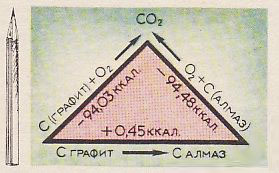 CO₂
C (ГРАФИТ)+O₂
O₂+C (АЛМАЗ)
-94,03 ККАЛ.
-94,48 ККАЛ.
+0,45 ККАЛ.
C ГРАФИТ → C АЛМАЗ